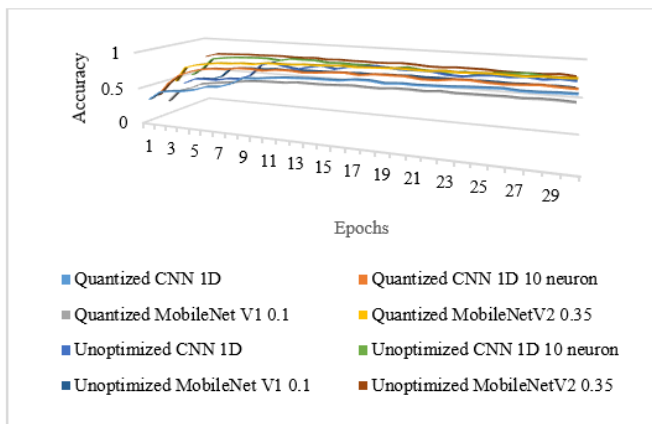 1
0.5
0
Accuracy
1 3 5 7 9 11 13 15 17 19 21 23 25 27 29
Epochs
Quantized CNN 1D
Quantized CNN 1D 10 neuron
Quantized MobileNet V1 0.1
Quantized MobileNetV2 0.35
Unoptimized CNN 1D
Unoptimized CNN 1D 10 neuron
Unoptimized MobileNet V1 0.1
Unoptimized MobileNetV2 0.35